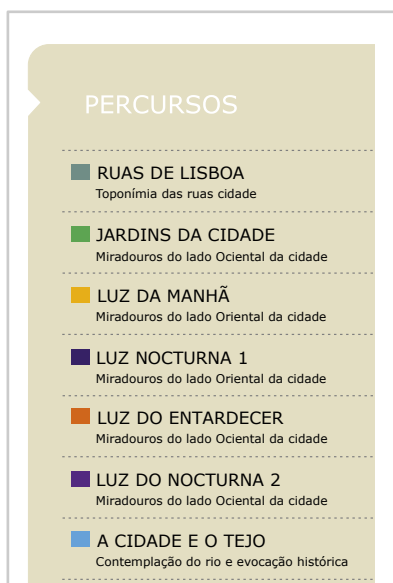 PERCURSOS
RUAS DE LISBOA
Toponímia das ruas cidade
JARDINS DA CIDADE
Miradouros do lado Ociental da cidade
LUZ DA MANHÃ
Miradouros do lado Oriental da cidade
LUZ NOCTURNA 1
Miradouros do lado Oriental da cidade
LUZ DO ENTARDECER
Miradouros do lado Ociental da cidade
LUZ DO NOCTURNA 2
Miradouros do lado Ociental da cidade
A CIDADE E O TEJO
Contemplação do rio e evocação histórica